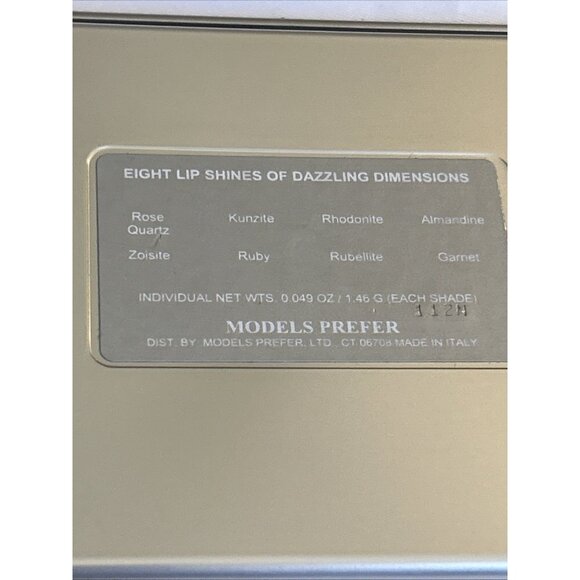 EIGHT LIP SHINES OF DAZZLING DIMENSIONS
Rose Quartz Kunzite Rhodonite Almandine
Zoisite Ruby Rubellite Garnet
INDIVIDUAL NET WTS. 0.049 OZ / 1.46 G (EACH SHADE)
112N
MODELS PREFER
DIST. BY MODELS PREFER, LTD., CT 06708 MADE IN ITALY